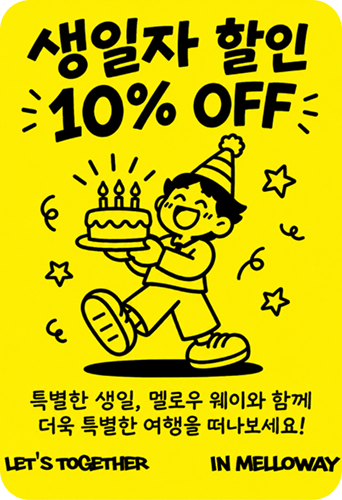 생일자 할인
10% OFF
특별한 생일, 멜로우 웨이와 함께
더욱 특별한 여행을 떠나보세요!
LET'S TOGETHER IN MELLOWAY